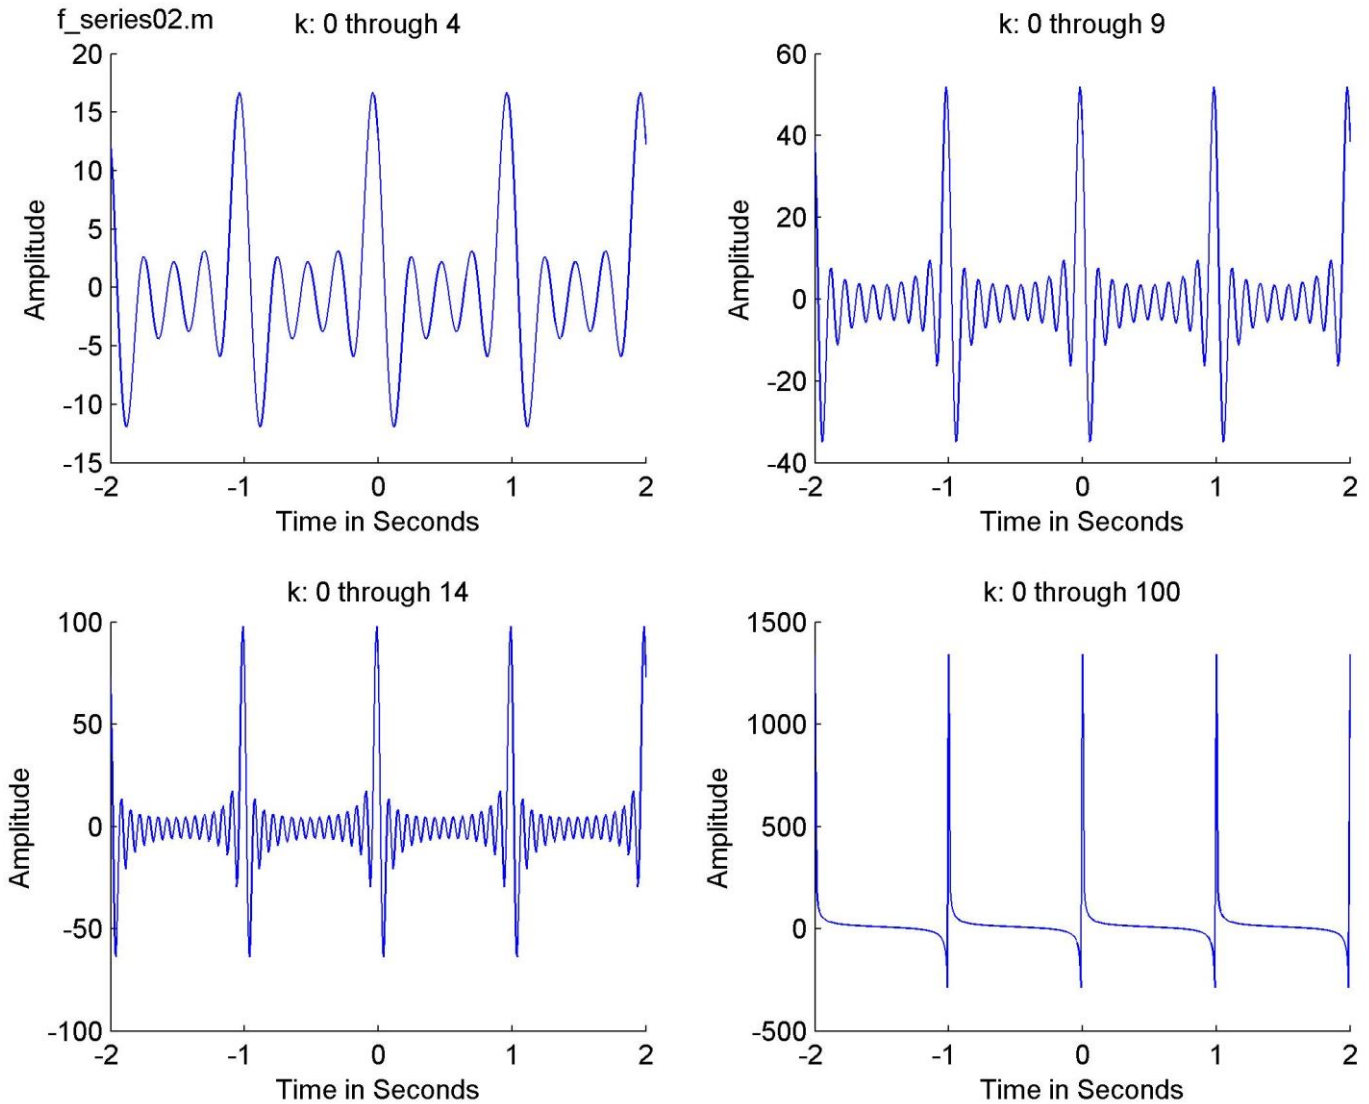 f_series02.m
k: 0 through 4
20
15
10
5
0
-5
-10
-15
Amplitude
-2 -1 0 1 2
Time in Seconds
k: 0 through 9
60
40
20
0
-20
-40
Amplitude
-2 -1 0 1 2
Time in Seconds
k: 0 through 14
100
50
0
-50
-100
Amplitude
-2 -1 0 1 2
Time in Seconds
k: 0 through 100
1500
1000
500
0
-500
Amplitude
-2 -1 0 1 2
Time in Seconds